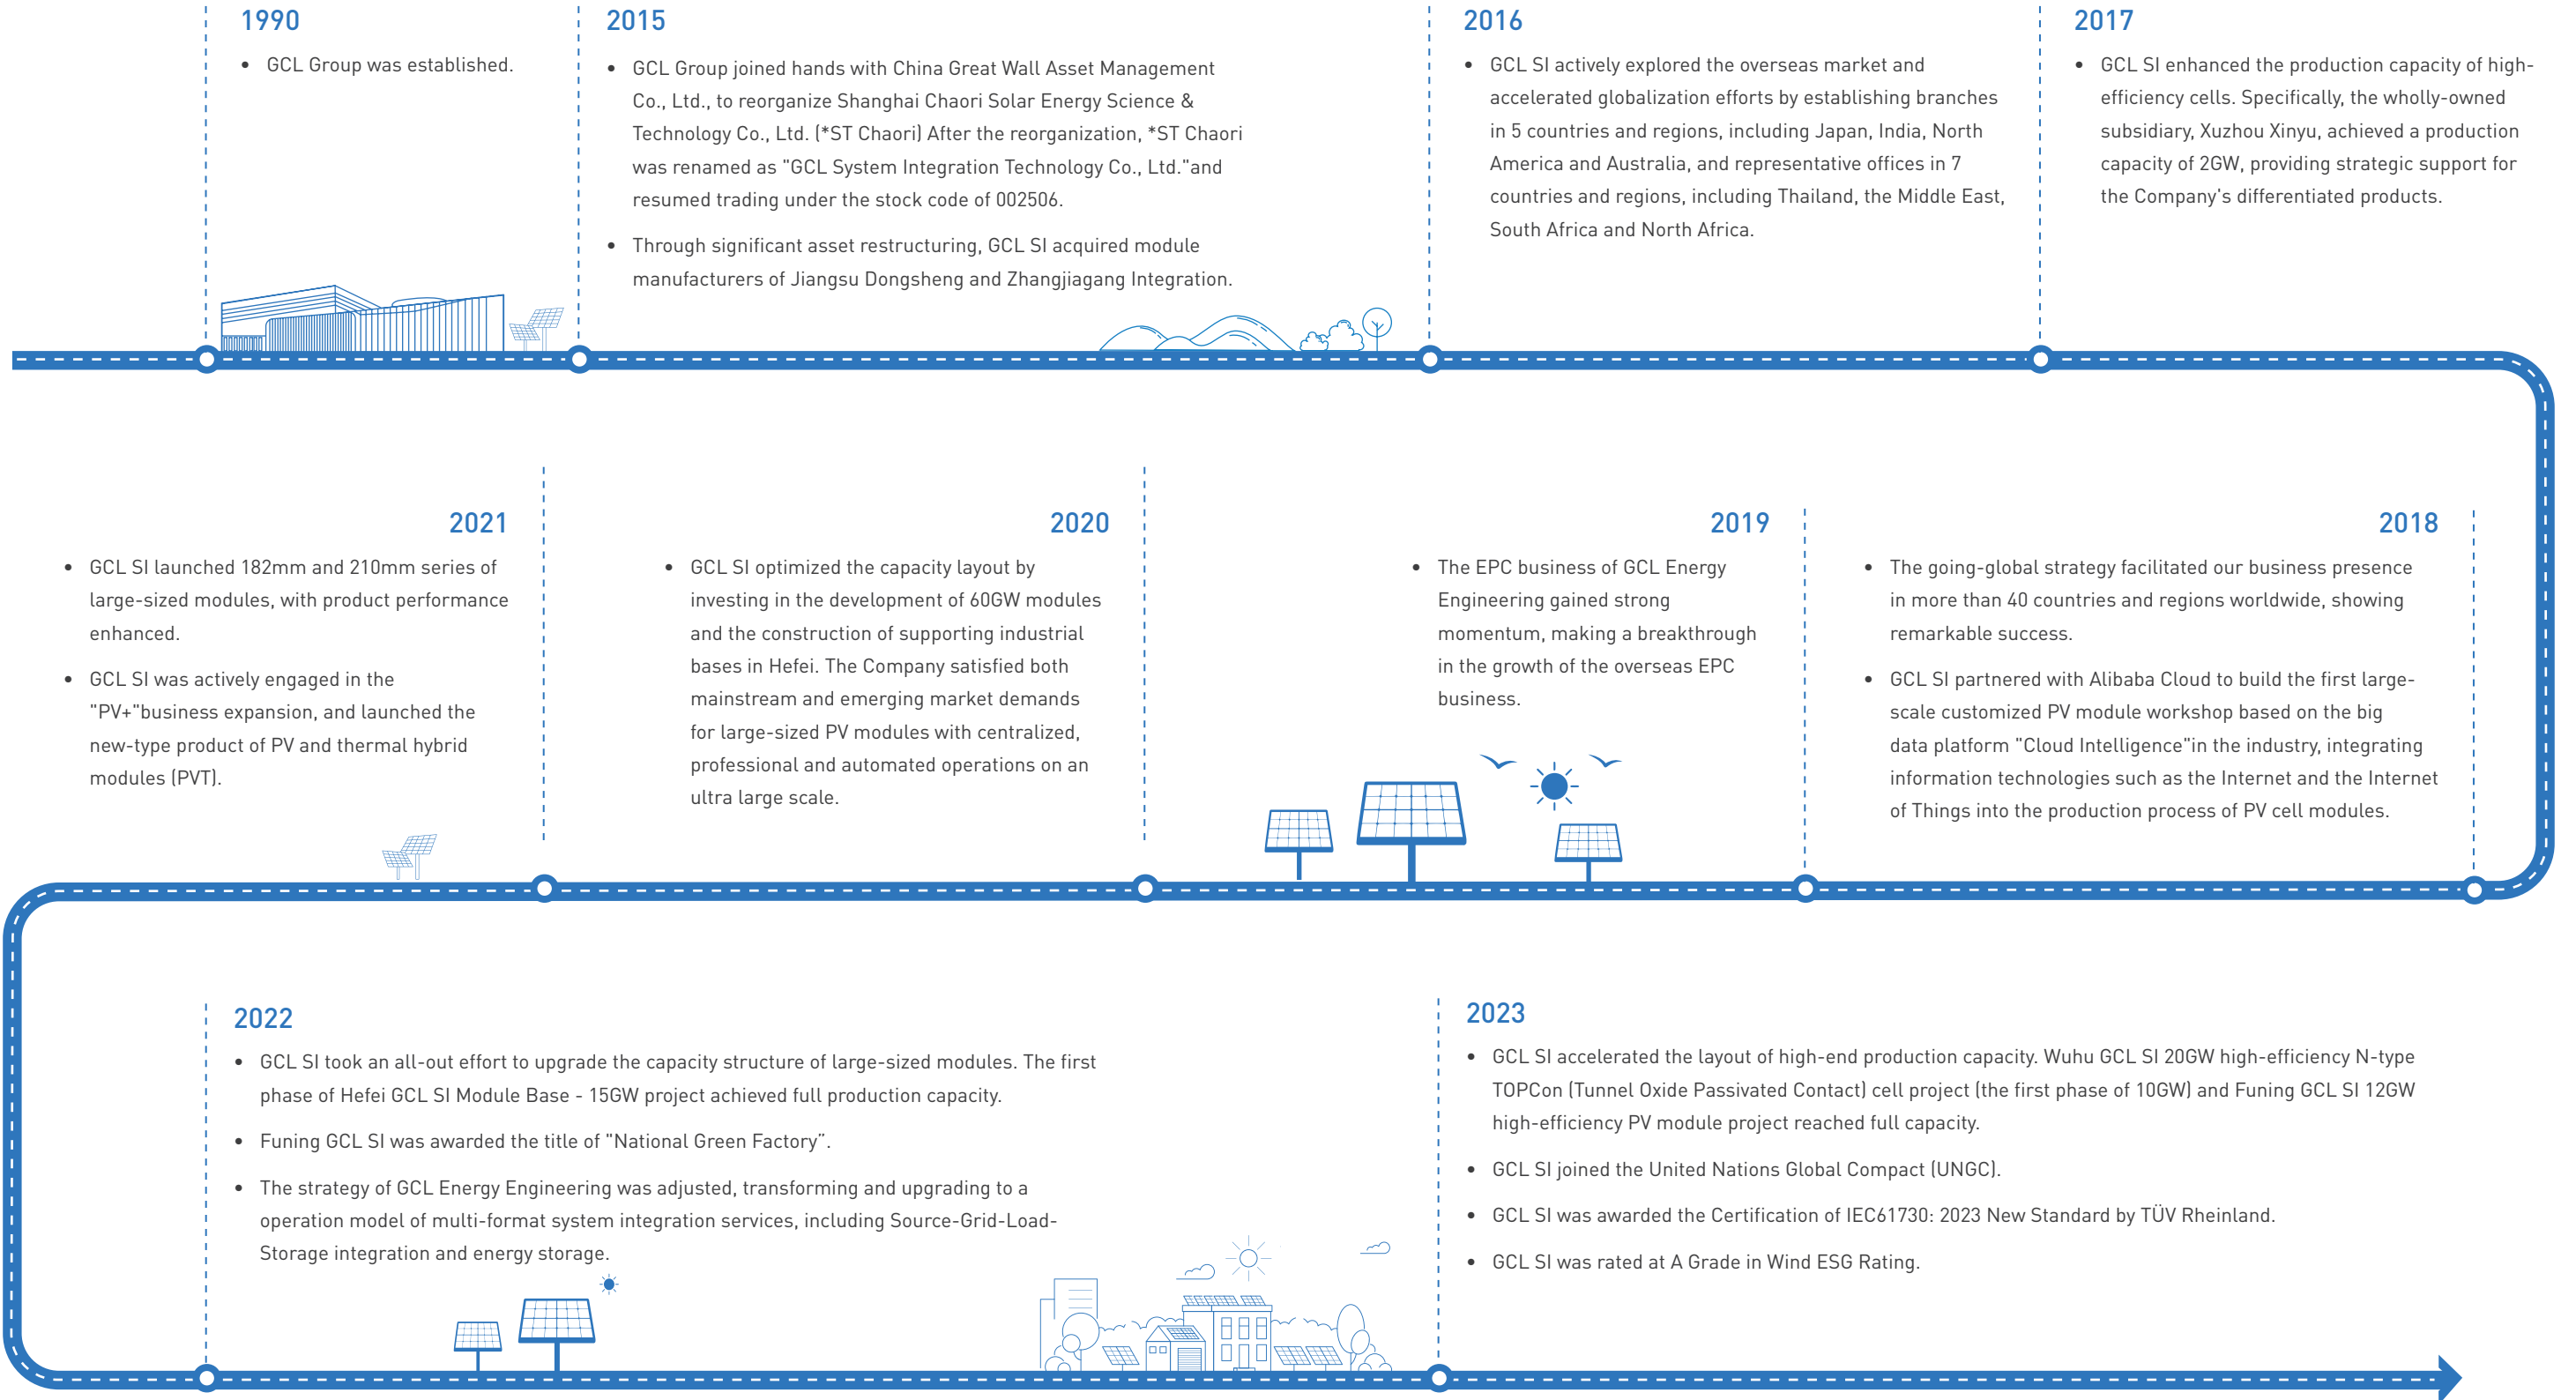 1990
• GCL Group was established.
2015
• GCL Group joined hands with China Great Wall Asset Management
Co., Ltd., to reorganize Shanghai Chaori Solar Energy Science &
Technology Co., Ltd. (*ST Chaori) After the reorganization, *ST Chaori
was renamed as "GCL System Integration Technology Co., Ltd."and
resumed trading under the stock code of 002506.
• Through significant asset restructuring, GCL SI acquired module
manufacturers of Jiangsu Dongsheng and Zhangjiagang Integration.
2016
• GCL SI actively explored the overseas market and
accelerated globalization efforts by establishing branches
in 5 countries and regions, including Japan, India, North
America and Australia, and representative offices in 7
countries and regions, including Thailand, the Middle East,
South Africa and North Africa.
2017
• GCL SI enhanced the production capacity of high-
efficiency cells. Specifically, the wholly-owned
subsidiary, Xuzhou Xinyu, achieved a production
capacity of 2GW, providing strategic support for
the Company's differentiated products.
2018
• The going-global strategy facilitated our business presence
in more than 40 countries and regions worldwide, showing
remarkable success.
• GCL SI partnered with Alibaba Cloud to build the first large-
scale customized PV module workshop based on the big
data platform "Cloud Intelligence"in the industry, integrating
information technologies such as the Internet and the Internet
of Things into the production process of PV cell modules.
2019
• The EPC business of GCL Energy
Engineering gained strong
momentum, making a breakthrough
in the growth of the overseas EPC
business.
2020
• GCL SI optimized the capacity layout by
investing in the development of 60GW modules
and the construction of supporting industrial
bases in Hefei. The Company satisfied both
mainstream and emerging market demands
for large-sized PV modules with centralized,
professional and automated operations on an
ultra large scale.
2021
• GCL SI launched 182mm and 210mm series of
large-sized modules, with product performance
enhanced.
• GCL SI was actively engaged in the
"PV+"business expansion, and launched the
new-type product of PV and thermal hybrid
modules (PVT).
2022
• GCL SI took an all-out effort to upgrade the capacity structure of large-sized modules. The first
phase of Hefei GCL SI Module Base - 15GW project achieved full production capacity.
• Funing GCL SI was awarded the title of "National Green Factory”.
• The strategy of GCL Energy Engineering was adjusted, transforming and upgrading to a
operation model of multi-format system integration services, including Source-Grid-Load-
Storage integration and energy storage.
2023
• GCL SI accelerated the layout of high-end production capacity. Wuhu GCL SI 20GW high-efficiency N-type
TOPCon (Tunnel Oxide Passivated Contact) cell project (the first phase of 10GW) and Funing GCL SI 12GW
high-efficiency PV module project reached full capacity.
• GCL SI joined the United Nations Global Compact (UNGC).
• GCL SI was awarded the Certification of IEC61730: 2023 New Standard by TÜV Rheinland.
• GCL SI was rated at A Grade in Wind ESG Rating.